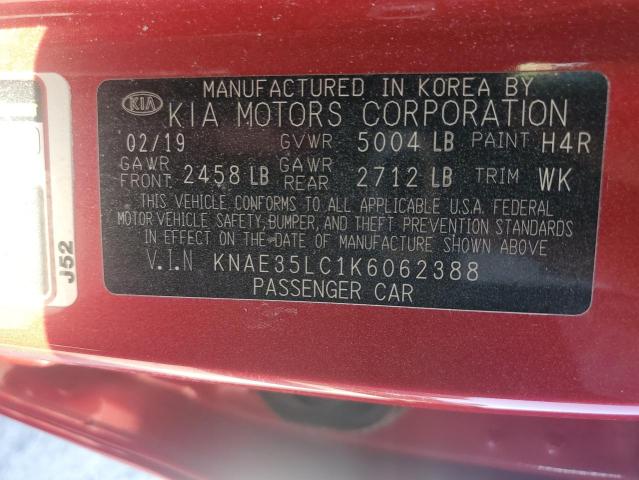 MANUFACTURED IN KOREA BY
KIA KIA MOTORS CORPORATION
02/19 GVWR 5004 LB PAINT H4R
GAWR FRONT 2458 LB GAWR REAR 2712 LB TRIM WK
THIS VEHICLE CONFORMS TO ALL APPLICABLE U.S.A. FEDERAL
MOTOR VEHICLE SAFETY, BUMPER, AND THEFT PREVENTION STANDARDS
IN EFFECT ON THE DATE OF MANUFACTURE SHOWN ABOVE.
V.I.N KNAE35LC1K6062388
PASSENGER CAR
J52